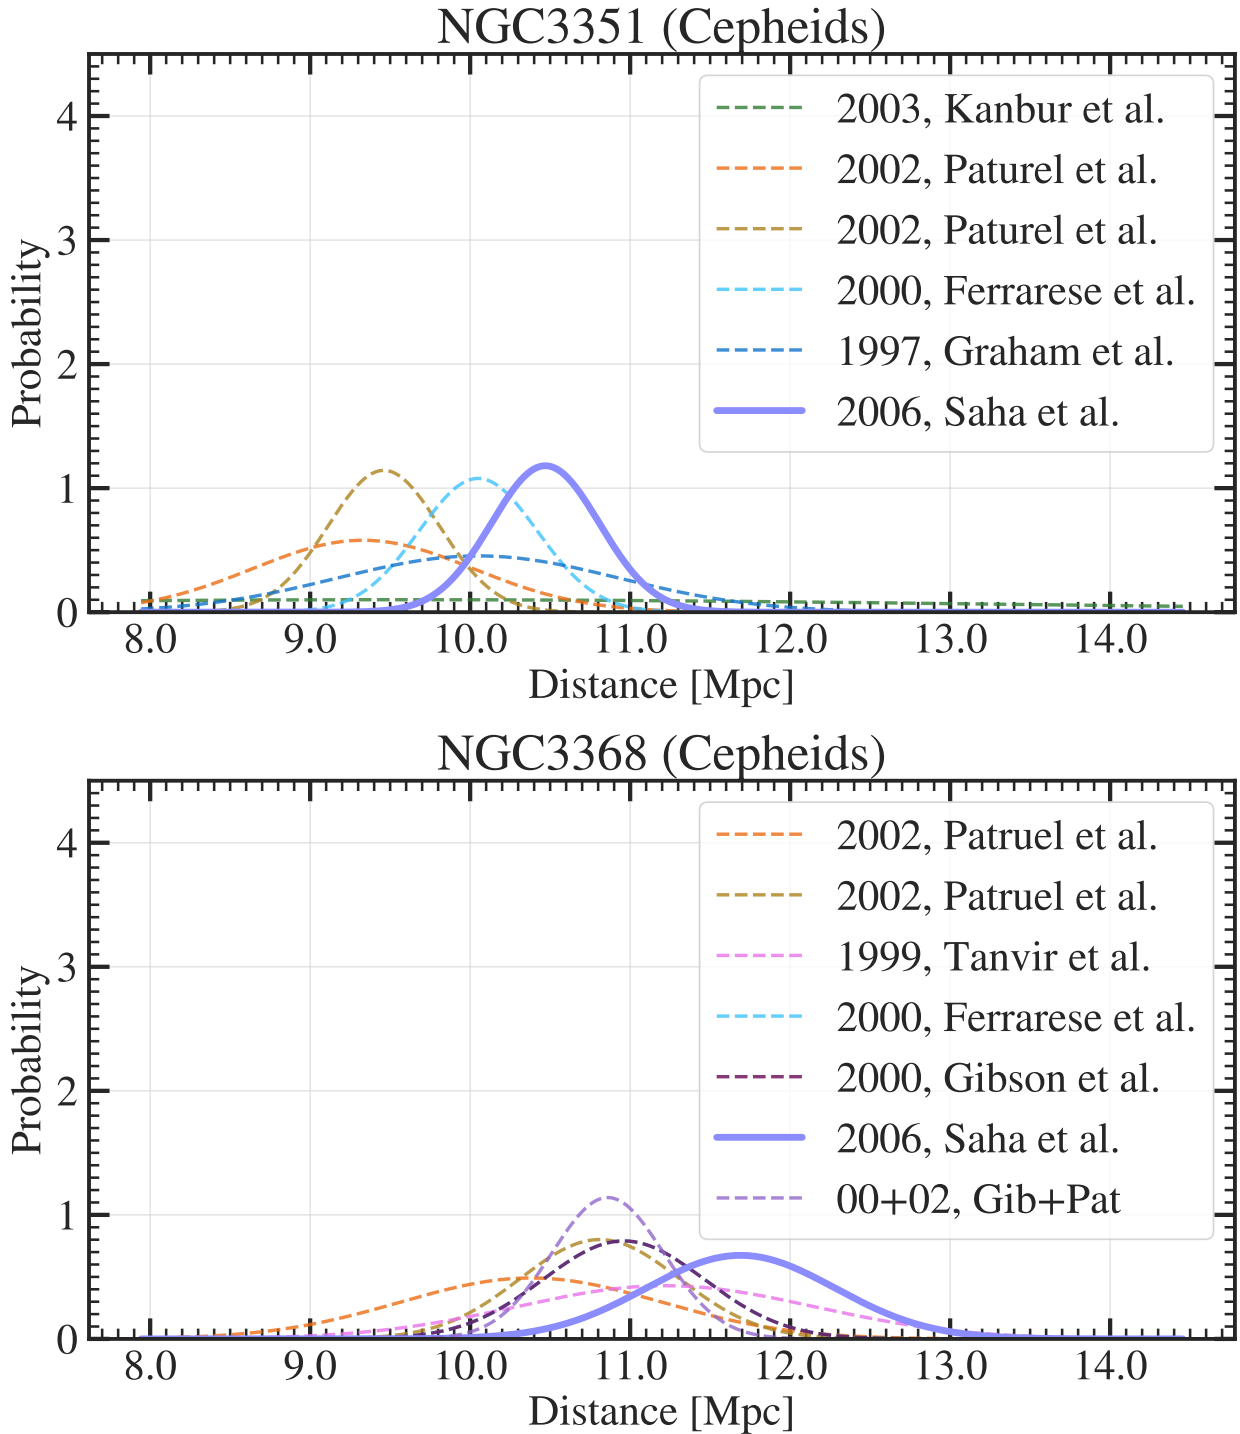 NGC3351 (Cepheids)
2003, Kanbur et al.
2002, Paturel et al.
2002, Paturel et al.
2000, Ferrarese et al.
1997, Graham et al.
2006, Saha et al.
Probability
4
3
2
1
0
8.0 9.0 10.0 11.0 12.0 13.0 14.0
Distance [Mpc]
NGC3368 (Cepheids)
2002, Patruel et al.
2002, Patruel et al.
1999, Tanvir et al.
2000, Ferrarese et al.
2000, Gibson et al.
2006, Saha et al.
00+02, Gib+Pat
Probability
4
3
2
1
0
8.0 9.0 10.0 11.0 12.0 13.0 14.0
Distance [Mpc]